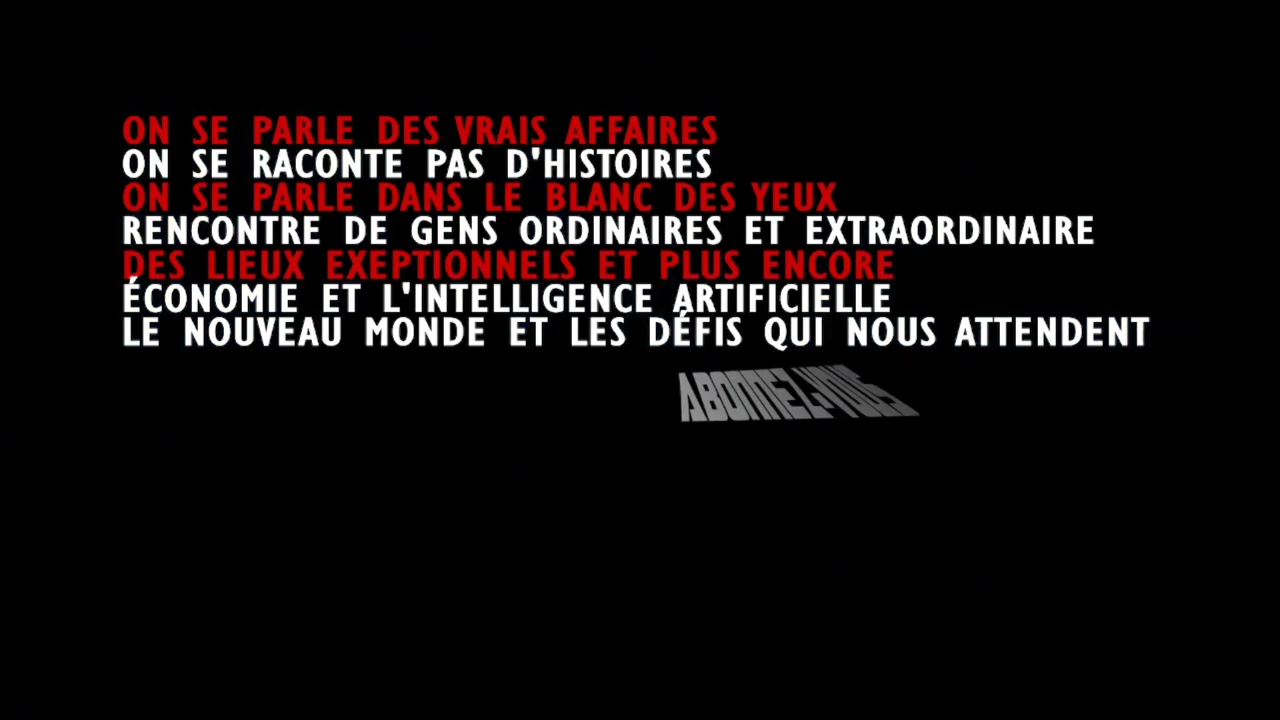 ON SE PARLE DES VRAIS AFFAIRES
ON SE RACONTE PAS D'HISTOIRES
ON SE PARLE DANS LE BLANC DES YEUX
RENCONTRE DE GENS ORDINAIRES ET EXTRAORDINAIRE
DES LIEUX EXEPTIONNELS ET PLUS ENCORE
ÉCONOMIE ET L'INTELLIGENCE ARTIFICIELLE
LE NOUVEAU MONDE ET LES DÉFIS QUI NOUS ATTENDENT
ABONNEZ-VOUS